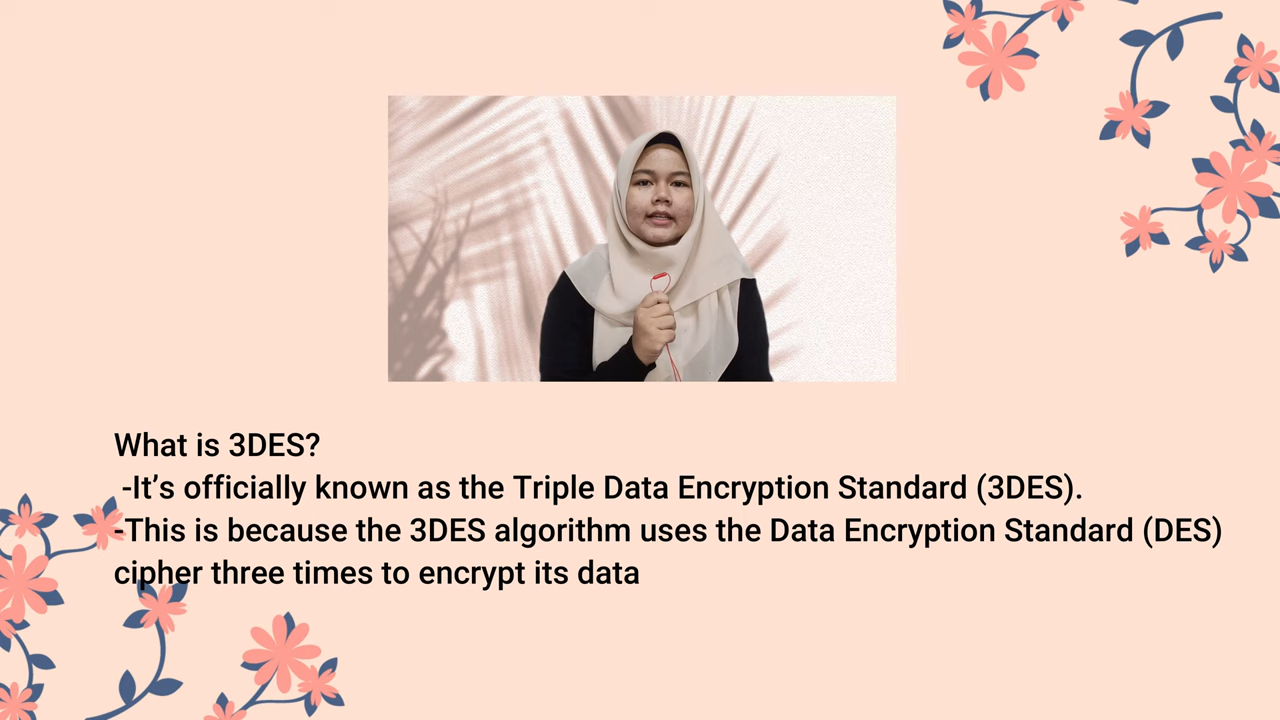 What is 3DES?
-It’s officially known as the Triple Data Encryption Standard (3DES).
-This is because the 3DES algorithm uses the Data Encryption Standard (DES)
cipher three times to encrypt its data